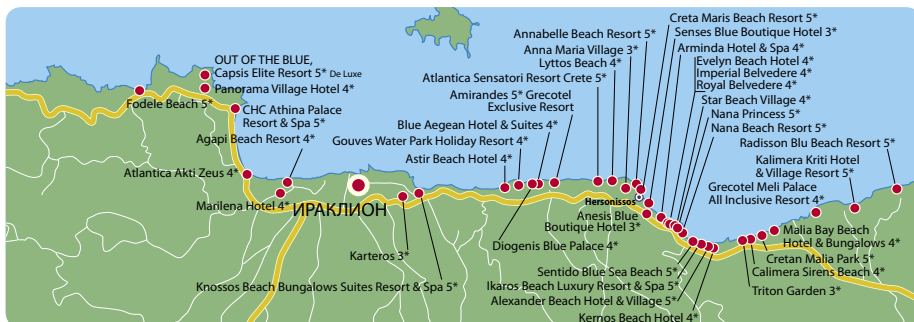 OUT OF THE BLUE,
Capsis Elite Resort 5* De Luxe
Panorama Village Hotel 4*
Fodele Beach 5*
CHC Athina Palace
Resort & Spa 5*
Agapi Beach Resort 4*
Atlantica Akti Zeus 4*
Marilena Hotel 4*
ИРАКЛИОН
Karteros 3*
Knossos Beach Bungalows Suites Resort & Spa 5*
Annabelle Beach Resort 5*
Anna Maria Village 3*
Lyttos Beach 4*
Atlantica Sensatori Resort Crete 5*
Amirandes 5* Grecotel
Exclusive Resort
Blue Aegean Hotel & Suites 4*
Gouves Water Park Holiday Resort 4*
Astir Beach Hotel 4*
Diogenis Blue Palace 4*
Hersonissos
Anesis Blue
Boutique Hotel 3*
Creta Maris Beach Resort 5*
Senses Blue Boutique Hotel 3*
Arminda Hotel & Spa 4*
Evelyn Beach Hotel 4*
Imperial Belvedere 4*
Royal Belvedere 4*
Star Beach Village 4*
Nana Princess 5*
Nana Beach Resort 5*
Radisson Blu Beach Resort 5*
Kalimera Kriti Hotel
& Village Resort 5*
Grecotel Meli Palace
All Inclusive Resort 4*
Malia Bay Beach
Hotel & Bungalows 4*
Cretan Malia Park 5*
Calimera Sirens Beach 4*
Triton Garden 3*
Sentido Blue Sea Beach 5*
Ikaros Beach Luxury Resort & Spa 5*
Alexander Beach Hotel & Village 5*
Kernos Beach Hotel 4*